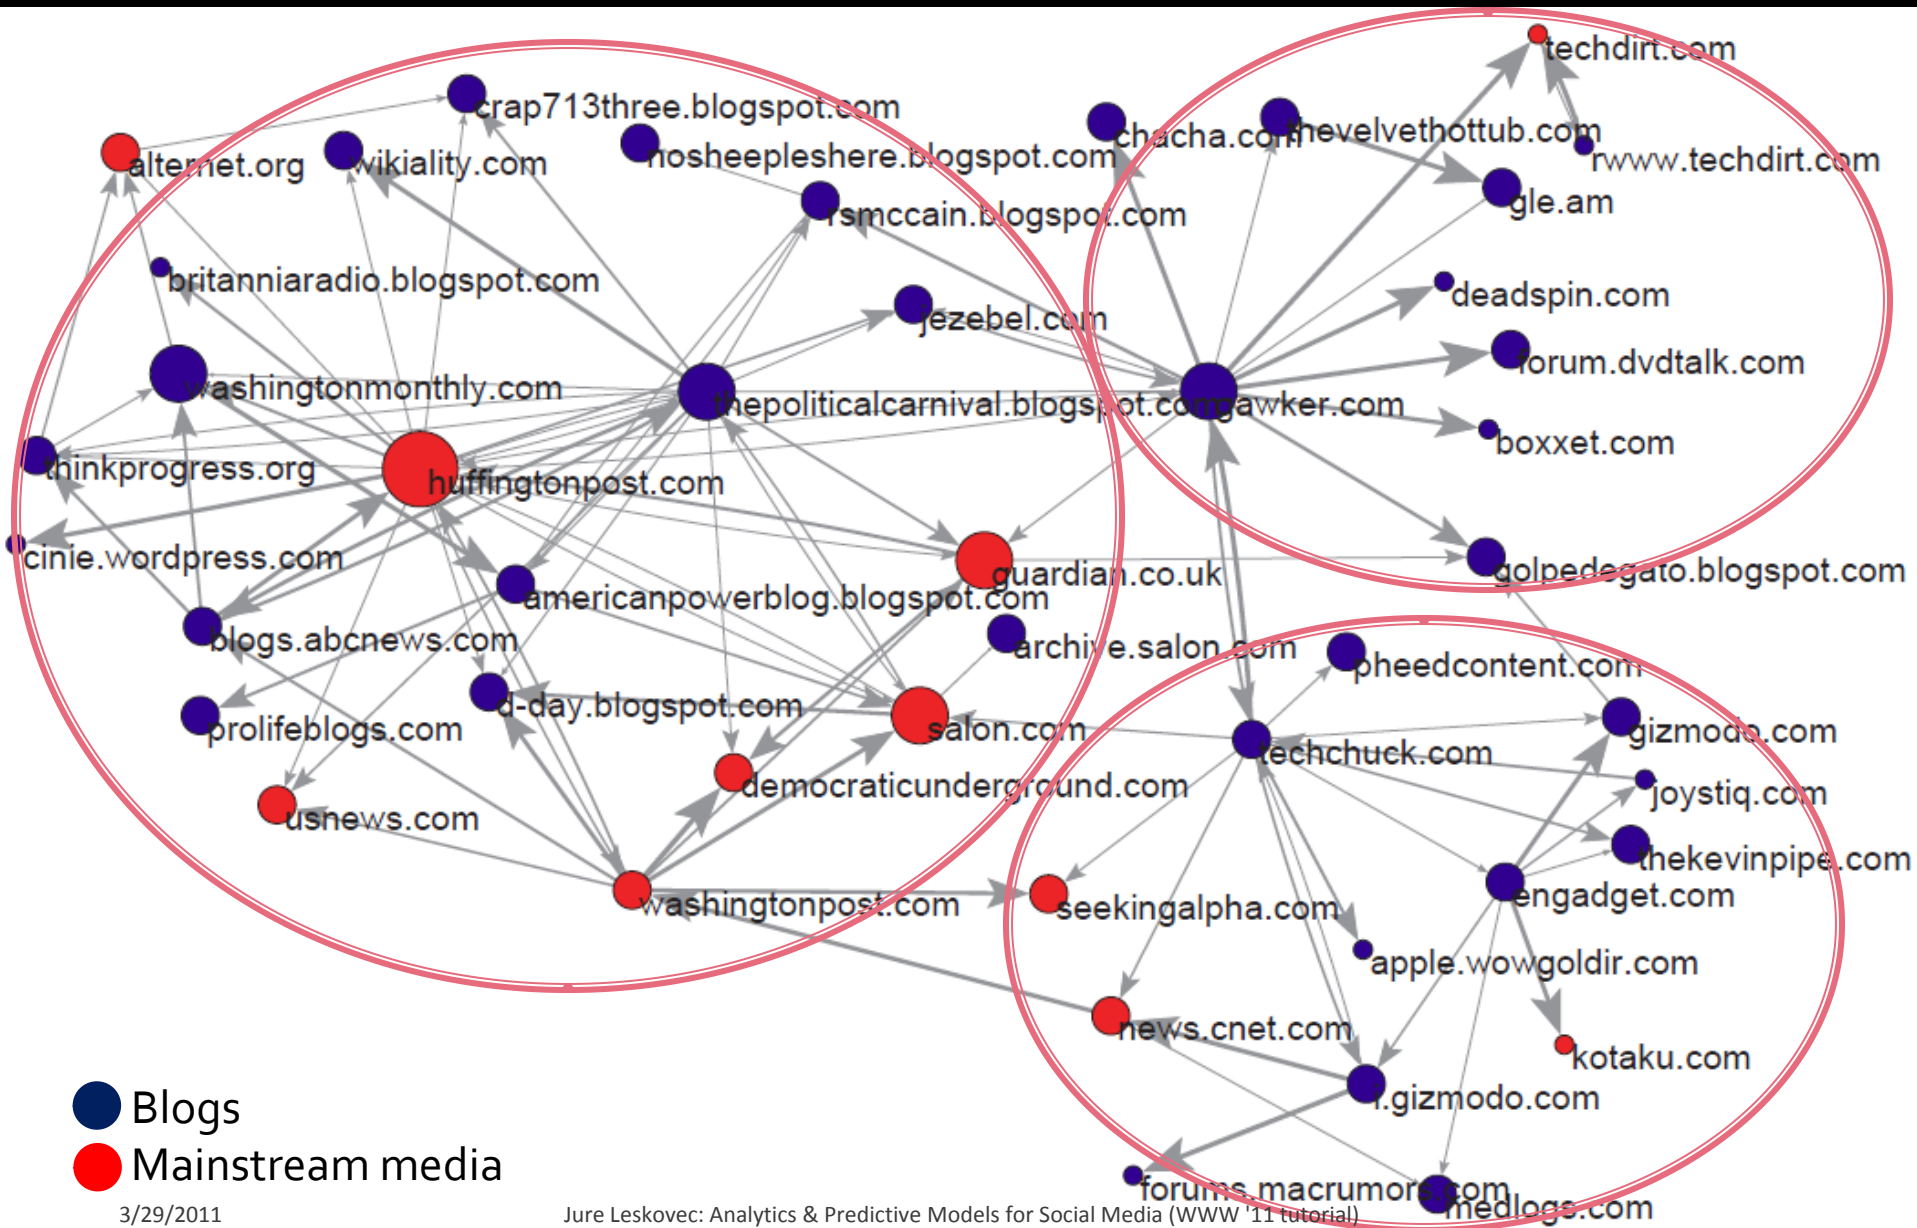 techdirt.com
crap713three.blogspot.com
chacha.com
thevelvethottub.com
alternet.org
wikiality.com
nosheepleshere.blogspot.com
rwww.techdirt.com
rsmccain.blogspot.com
gle.am
britanniaradio.blogspot.com
jezebel.com
deadspin.com
washingtonmonthly.com
forum.dvdtalk.com
thepoliticalcarnival.blogspot.com
gawker.com
thinkprogress.org
huffingtonpost.com
boxxet.com
cinie.wordpress.com
guardian.co.uk
golpedegato.blogspot.com
americanpowerblog.blogspot.com
blogs.abcnews.com
archive.salon.com
pheedcontent.com
d-day.blogspot.com
prolifeblogs.com
salon.com
techchuck.com
gizmodo.com
democraticunderground.com
joystiq.com
usnews.com
thekevinpipe.com
washingtonpost.com
seekingalpha.com
engadget.com
apple.wowgoldir.com
news.cnet.com
kotaku.com
i.gizmodo.com
Blogs
Mainstream media
forums.macrumors.com
medlogs.com
3/29/2011
Jure Leskovec: Analytics & Predictive Models for Social Media (WWW '11 tutorial)